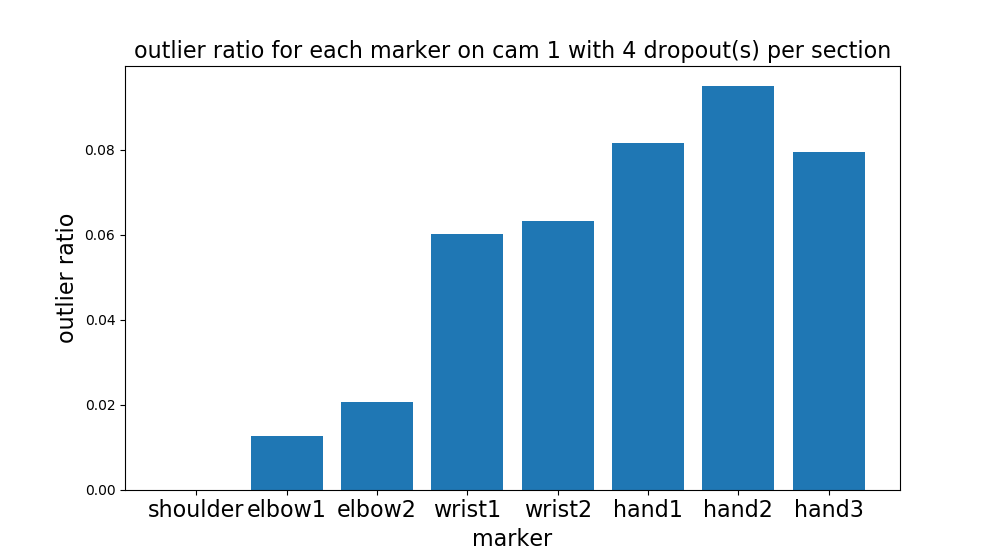 outlier ratio for each marker on cam 1 with 4 dropout(s) per section
outlier ratio
0.08
0.06
0.04
0.02
0.00
shoulder elbow1 elbow2 wrist1 wrist2 hand1 hand2 hand3
marker